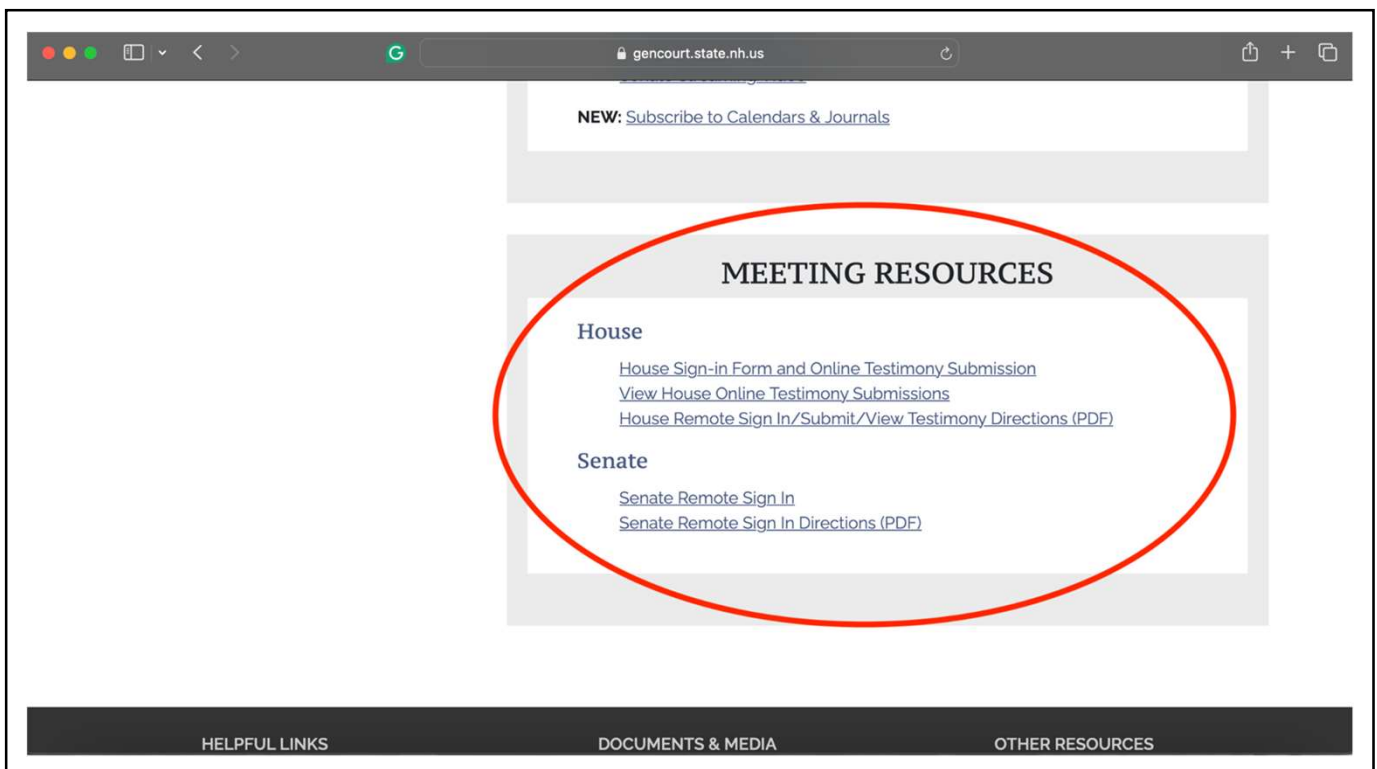 G
gencourt.state.nh.us
NEW: Subscribe to Calendars & Journals
MEETING RESOURCES
House
House Sign-in Form and Online Testimony Submission
View House Online Testimony Submissions
House Remote Sign In/Submit/View Testimony Directions (PDF)
Senate
Senate Remote Sign In
Senate Remote Sign In Directions (PDF)
HELPFUL LINKS
DOCUMENTS & MEDIA
OTHER RESOURCES